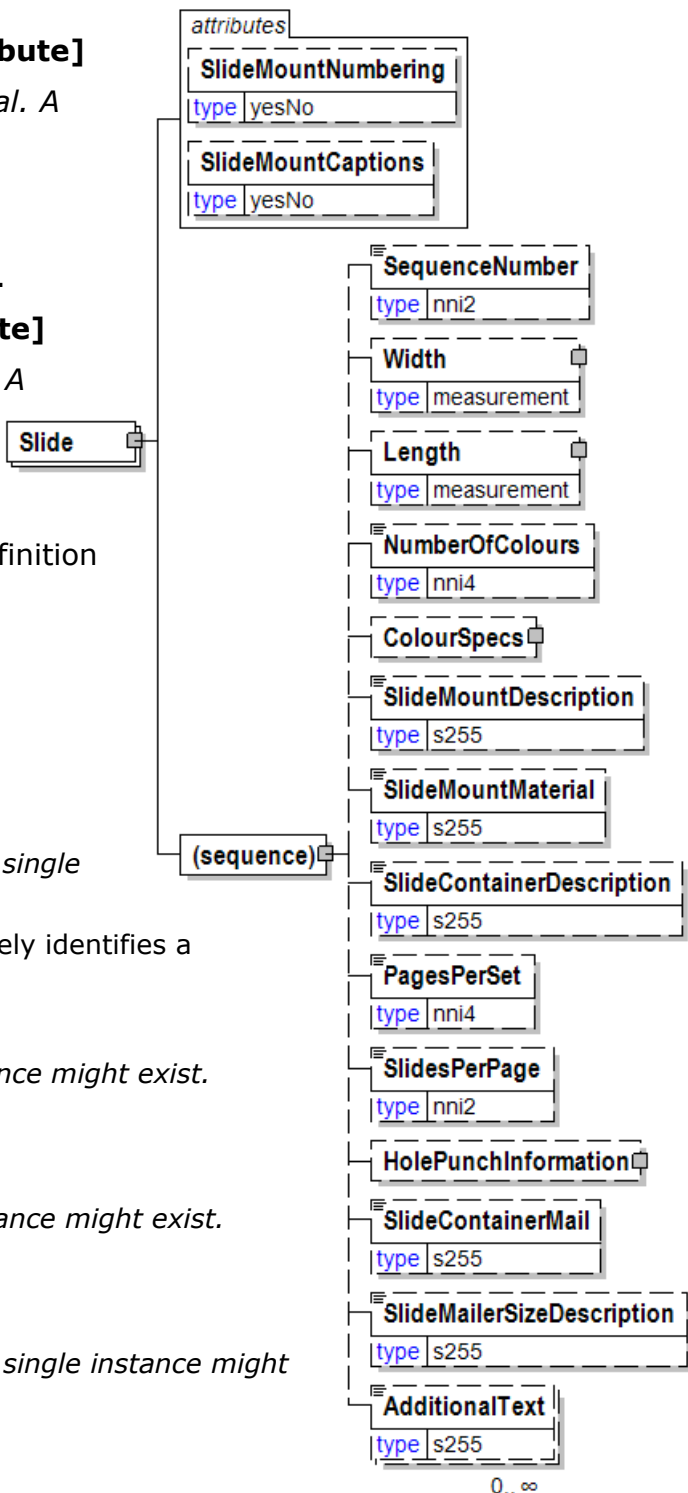 bute]
al. A
.
te]
A
finition
single
ely identifies a
nce might exist.
tance might exist.
single instance might
attributes
SlideMountNumbering
type yesNo
SlideMountCaptions
type yesNo
Slide
(sequence)
SequenceNumber
type nni2
Width
type measurement
Length
type measurement
NumberOfColours
type nni4
ColourSpecs
SlideMountDescription
type s255
SlideMountMaterial
type s255
SlideContainerDescription
type s255
PagesPerSet
type nni4
SlidesPerPage
type nni2
HolePunchInformation
SlideContainerMail
type s255
SlideMailerSizeDescription
type s255
AdditionalText
type s255
0..∞